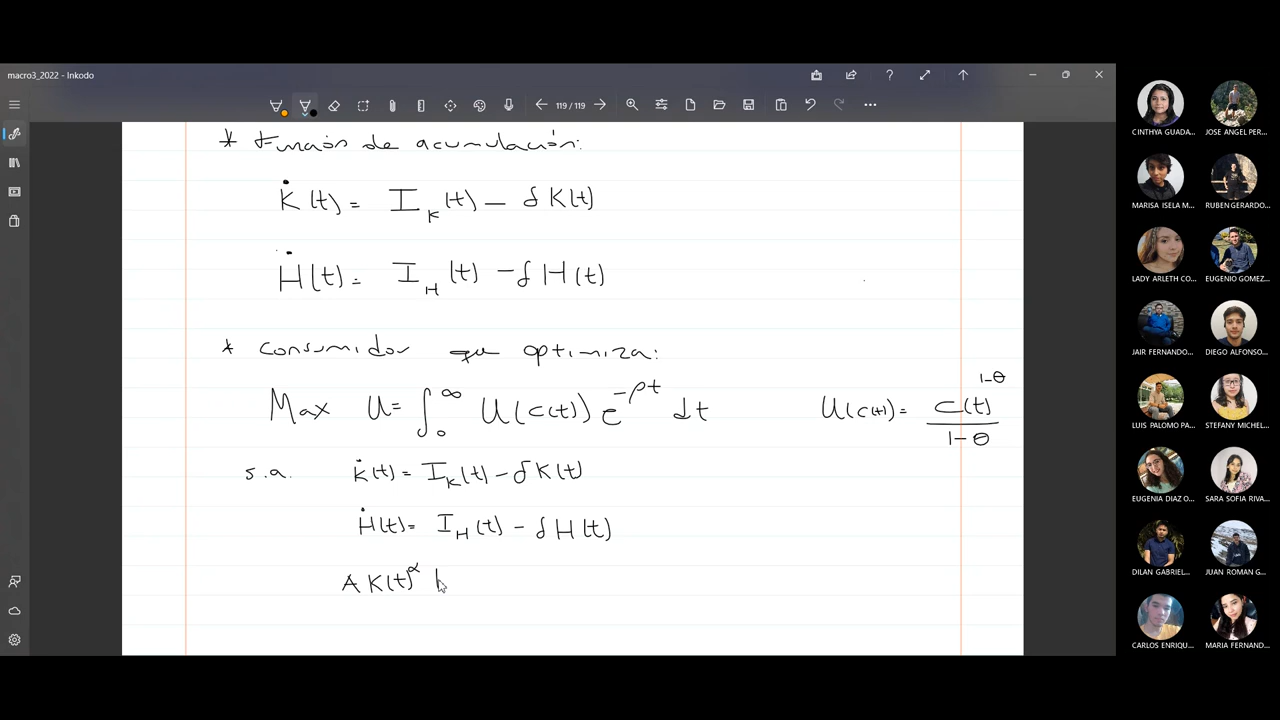 macro3_2022 - Inkodo
119 / 119
* Función de acumulación:
K̇(t) = I_K(t) - δK(t)
Ḣ(t) = I_H(t) - δH(t)
* consumidor que optimiza:
Max U = ∫₀^∞ U(c(t)) e^{-ρt} dt U(c(t)) = c(t)^{1-θ} / 1-θ
s.a. K̇(t) = I_K(t) - δK(t)
Ḣ(t) = I_H(t) - δH(t)
A K(t)^α
CINTHYA GUADA...
JOSE ANGEL PER...
MARISA ISELA M...
RUBEN GERARDO...
LADY ARLETH CO...
EUGENIO GOMEZ...
JAIR FERNANDO...
DIEGO ALFONSO...
LUIS PALOMO PA...
STEFANY MICHEL...
EUGENIA DIAZ O...
SARA SOFIA RIVA...
DILAN GABRIEL...
JUAN ROMAN G...
CARLOS ENRIQU...
MARIA FERNAND...